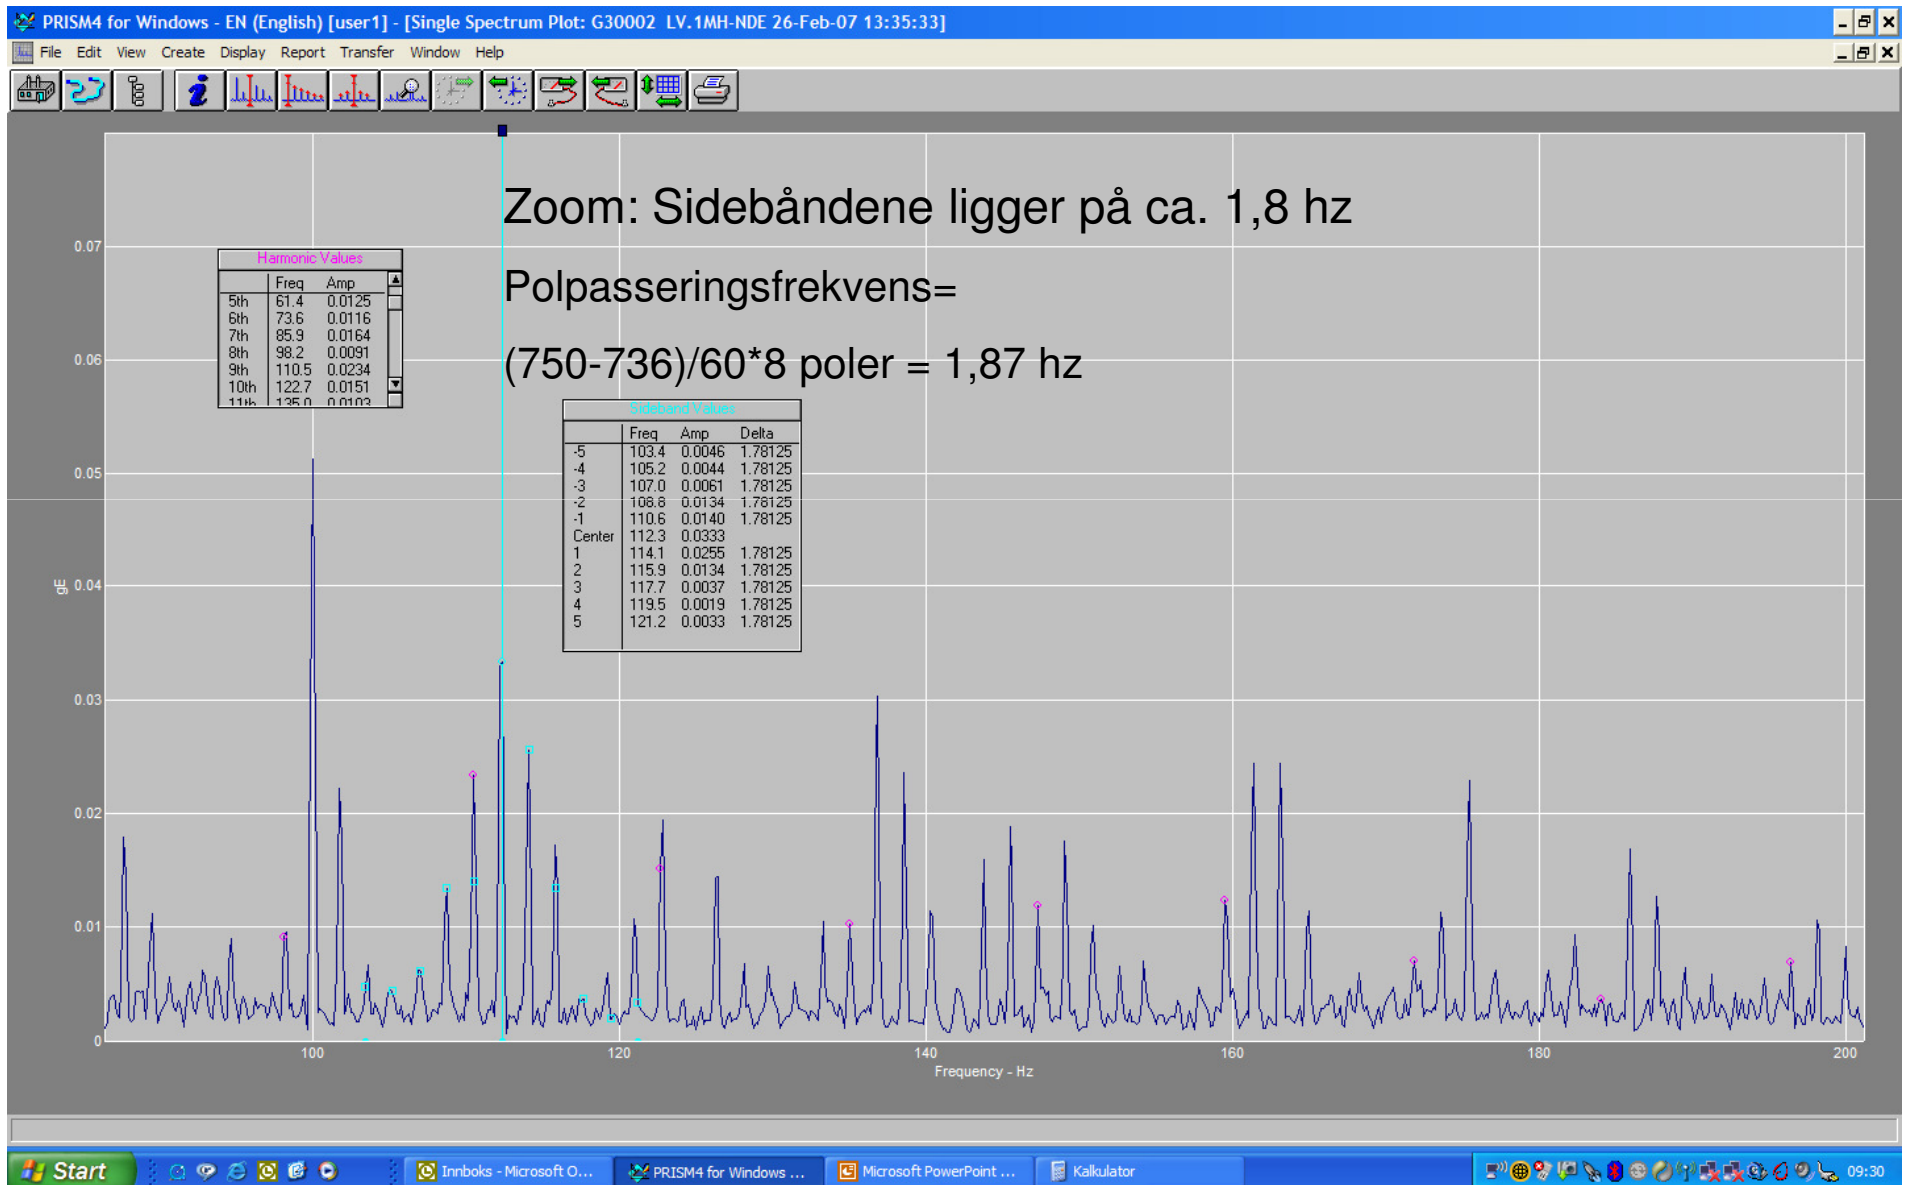 PRISM4 for Windows - EN (English) [user1] - [Single Spectrum Plot: G30002 LV.1MH-NDE 26-Feb-07 13:35:33]
File Edit View Create Display Report Transfer Window Help
Zoom: Sidebåndene ligger på ca. 1,8 hz
Polpasseringsfrekvens=
(750-736)/60*8 poler = 1,87 hz
Harmonic Values
Freq Amp
5th 61.4 0.0125
6th 73.6 0.0116
7th 85.9 0.0164
8th 98.2 0.0091
9th 110.5 0.0234
10th 122.7 0.0151
11th 135.0 0.0103
Sideband Values
Freq Amp Delta
-5 103.4 0.0046 1.78125
-4 105.2 0.0044 1.78125
-3 107.0 0.0061 1.78125
-2 108.8 0.0134 1.78125
-1 110.6 0.0140 1.78125
Center 112.3 0.0333
1 114.1 0.0255 1.78125
2 115.9 0.0134 1.78125
3 117.7 0.0037 1.78125
4 119.5 0.0019 1.78125
5 121.2 0.0033 1.78125
0.07
0.06
0.05
gE 0.04
0.03
0.02
0.01
0
100 120 140 160 180 200
Frequency - Hz
Start Innboks - Microsoft O... PRISM4 for Windows ... Microsoft PowerPoint ... Kalkulator 09:30